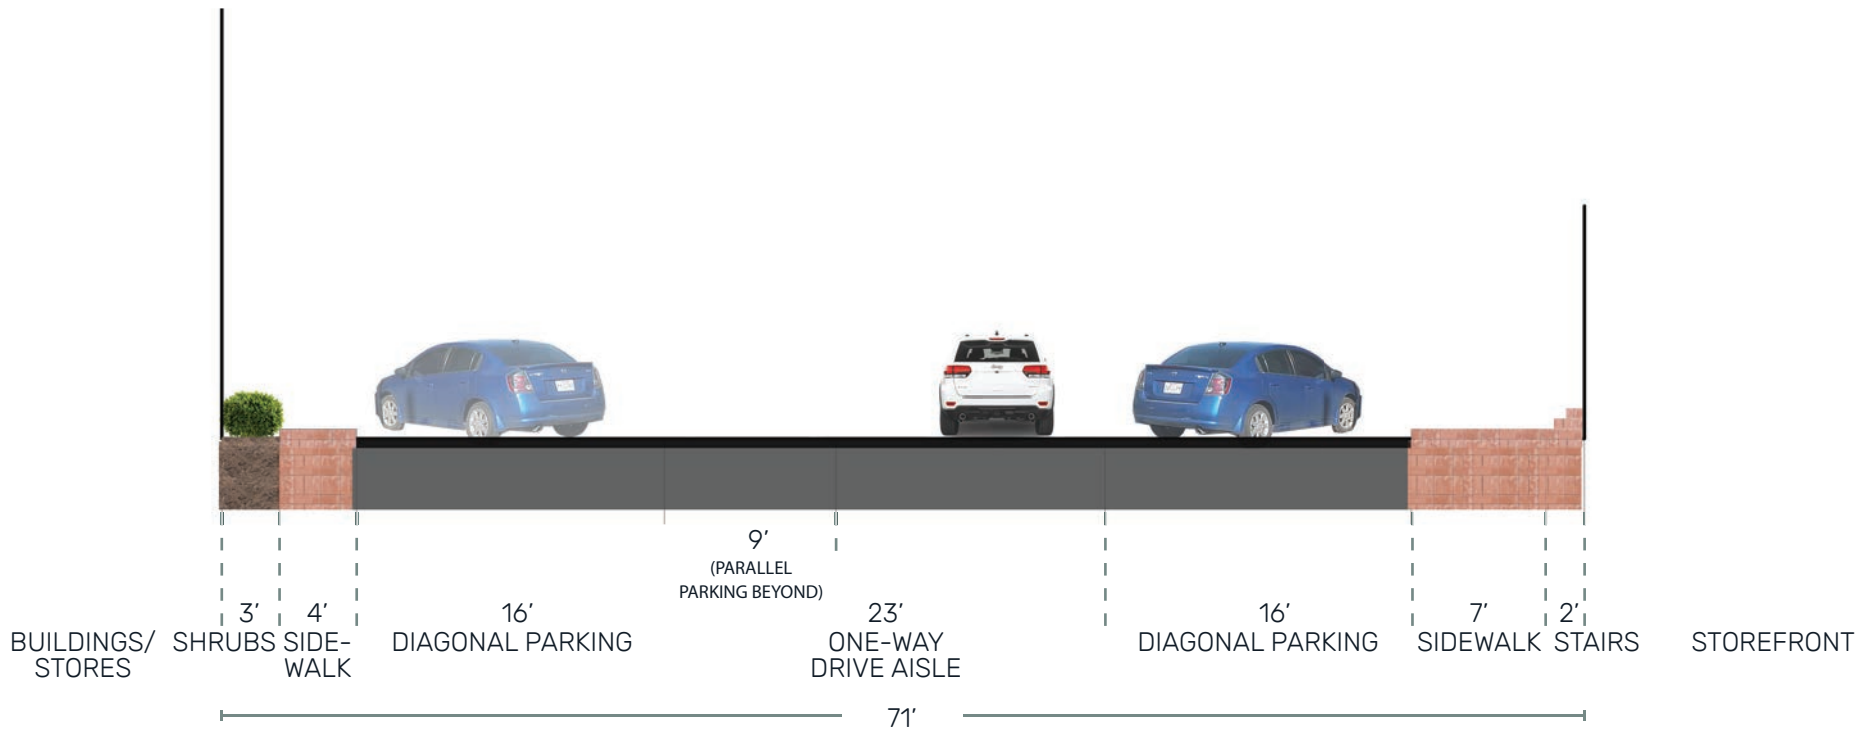 9’
(PARALLEL
PARKING BEYOND)
3’ 4’ 16’ 23’ 16’ 7’ 2’
BUILDINGS/ SHRUBS SIDE- DIAGONAL PARKING ONE-WAY DIAGONAL PARKING SIDEWALK STAIRS STOREFRONT
STORES WALK DRIVE AISLE
71’